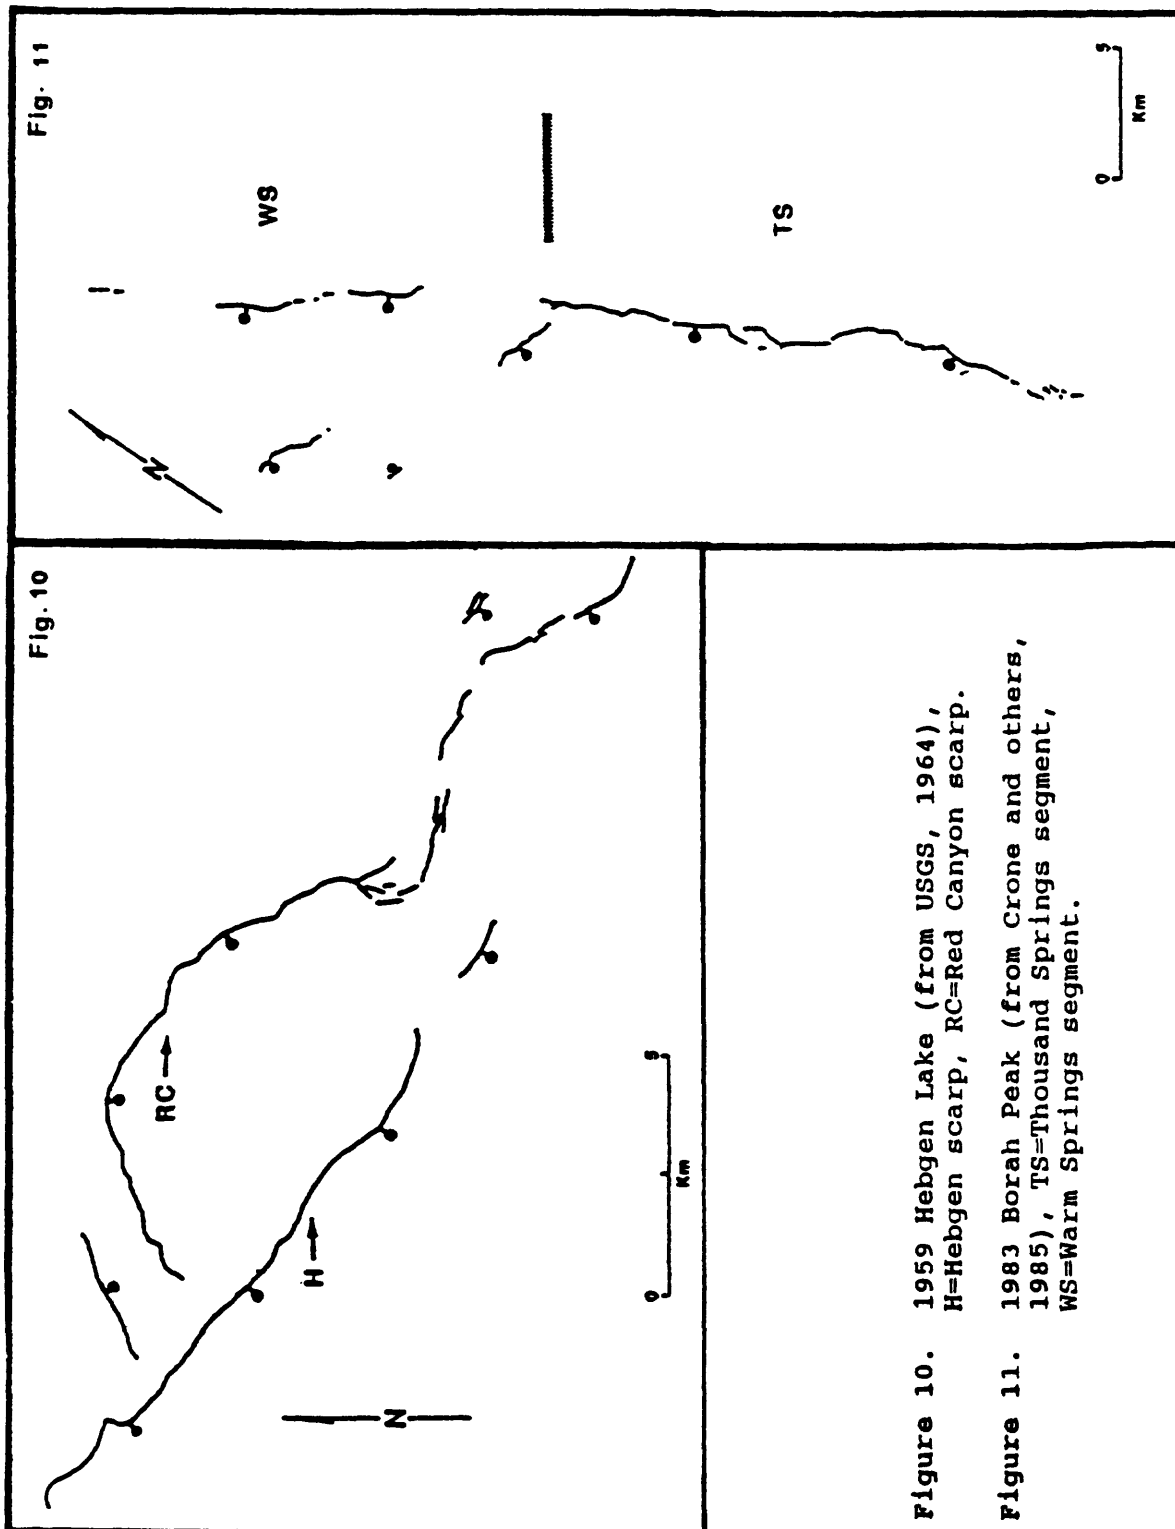 Fig. 10
RC
H
N
0 5
Km
Fig. 11
WS
TS
N
0 5
Km
Figure 10. 1959 Hebgen Lake (from USGS, 1964),
H=Hebgen scarp, RC=Red Canyon scarp.
Figure 11. 1983 Borah Peak (from Crone and others,
1985), TS=Thousand Springs segment,
WS=Warm Springs segment.